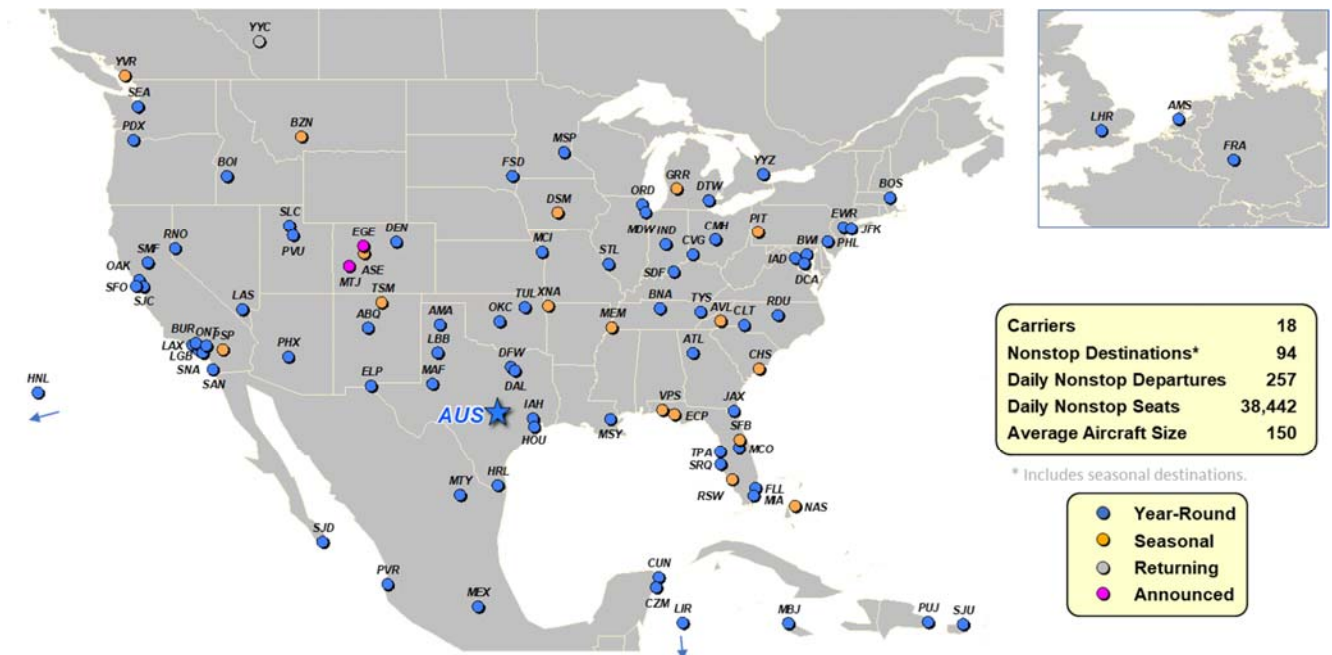 YYC
YVR
SEA
PDX
BZN
BOI
MSP
FSD
DSM
ORD
MDW
GRR
DTW
YYZ
BOS
LHR
AMS
FRA
SLC
PVU
EGE
DEN
MTJ
ASE
TSM
RNO
SMF
OAK
SFO
SJC
LAS
MCI
STL
IND
CVG
CMH
SDF
PIT
EWR
JFK
PHL
BWI
IAD
DCA
BUR
ONT
PSP
LAX
LGB
SNA
SAN
PHX
ABQ
AMA
LBB
MAF
ELP
OKC
TUL
XNA
MEM
BNA
TYS
AVL
CLT
RDU
ATL
CHS
DFW
DAL
HNL
AUS
IAH
HOU
MSY
VPS
ECP
JAX
SFB
MCO
TPA
SRQ
RSW
FLL
MIA
NAS
MTY
HRL
SJD
PVR
MEX
CUN
CZM
LIR
MBJ
PUJ
SJU
Carriers 18
Nonstop Destinations* 94
Daily Nonstop Departures 257
Daily Nonstop Seats 38,442
Average Aircraft Size 150
* Includes seasonal destinations.
Year-Round
Seasonal
Returning
Announced